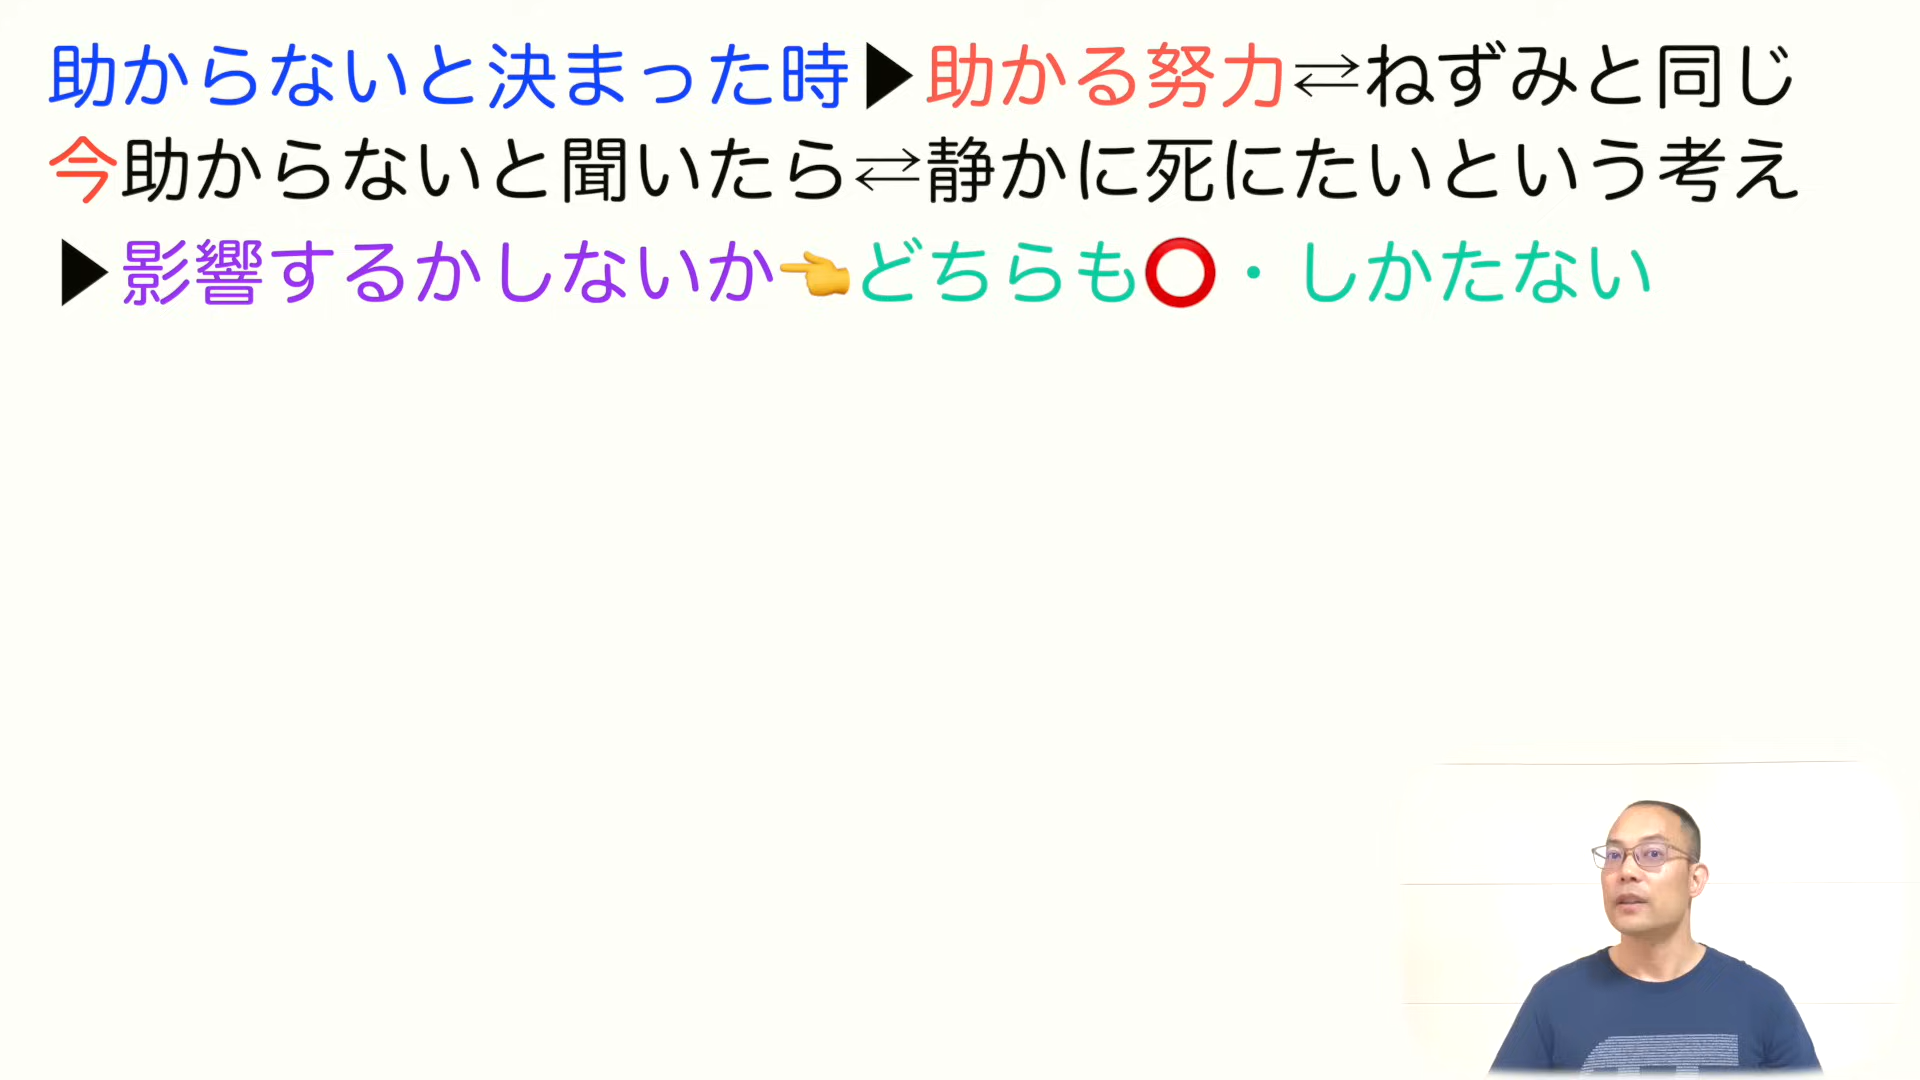 助からないと決まった時▶助かる努力⇄ねずみと同じ
今助からないと聞いたら⇄静かに死にたいという考え
▶影響するかしないか👈どちらも⭕・しかたない